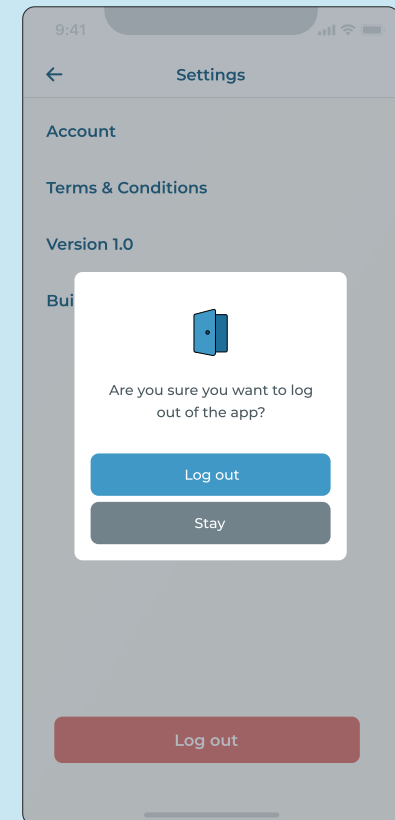 9:41
Settings
Account
Terms & Conditions
Version 1.0
Bui
Are you sure you want to log
out of the app?
Log out
Stay
Log out